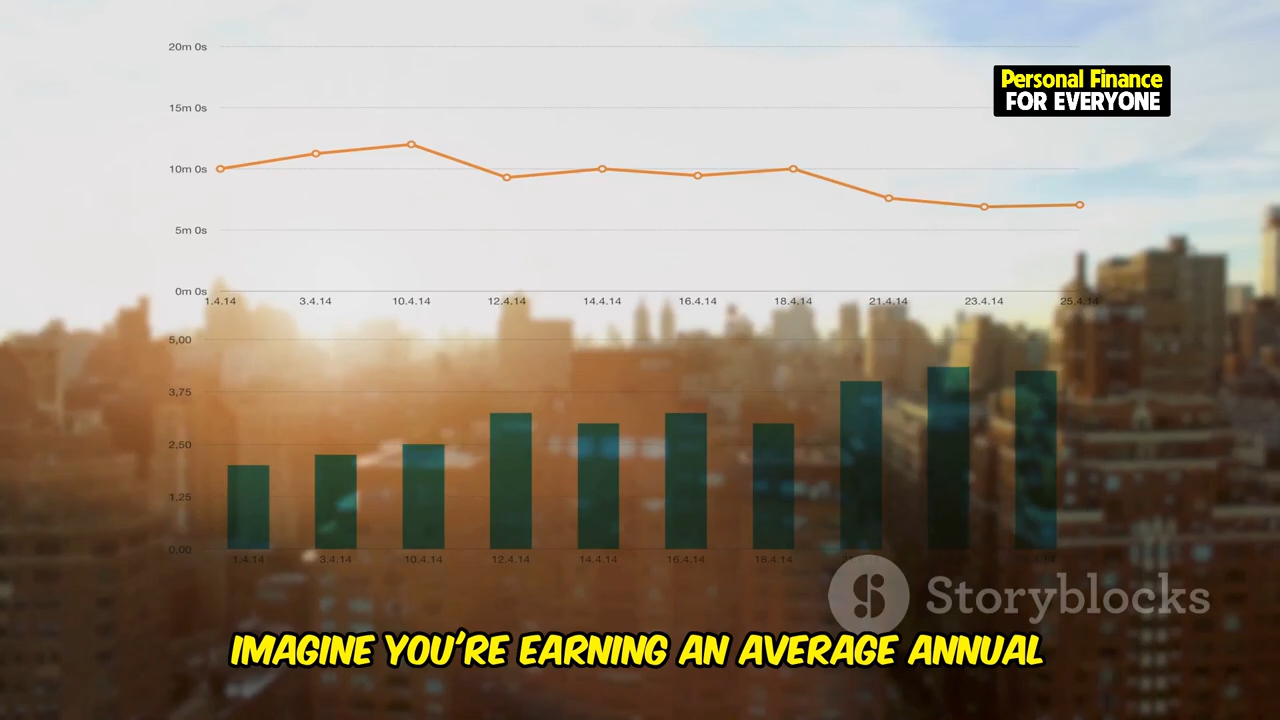 20m 0s
Personal Finance
FOR EVERYONE
15m 0s
10m 0s
5m 0s
0m 0s
1.4.14 3.4.14 10.4.14 12.4.14 14.4.14 16.4.14 18.4.14 21.4.14 23.4.14 25.4.14
5,00
3,75
2,50
1,25
0,00
1.4.14 3.4.14 10.4.14 12.4.14 14.4.14 16.4.14 18.4.14
Storyblocks
IMAGINE YOU'RE EARNING AN AVERAGE ANNUAL